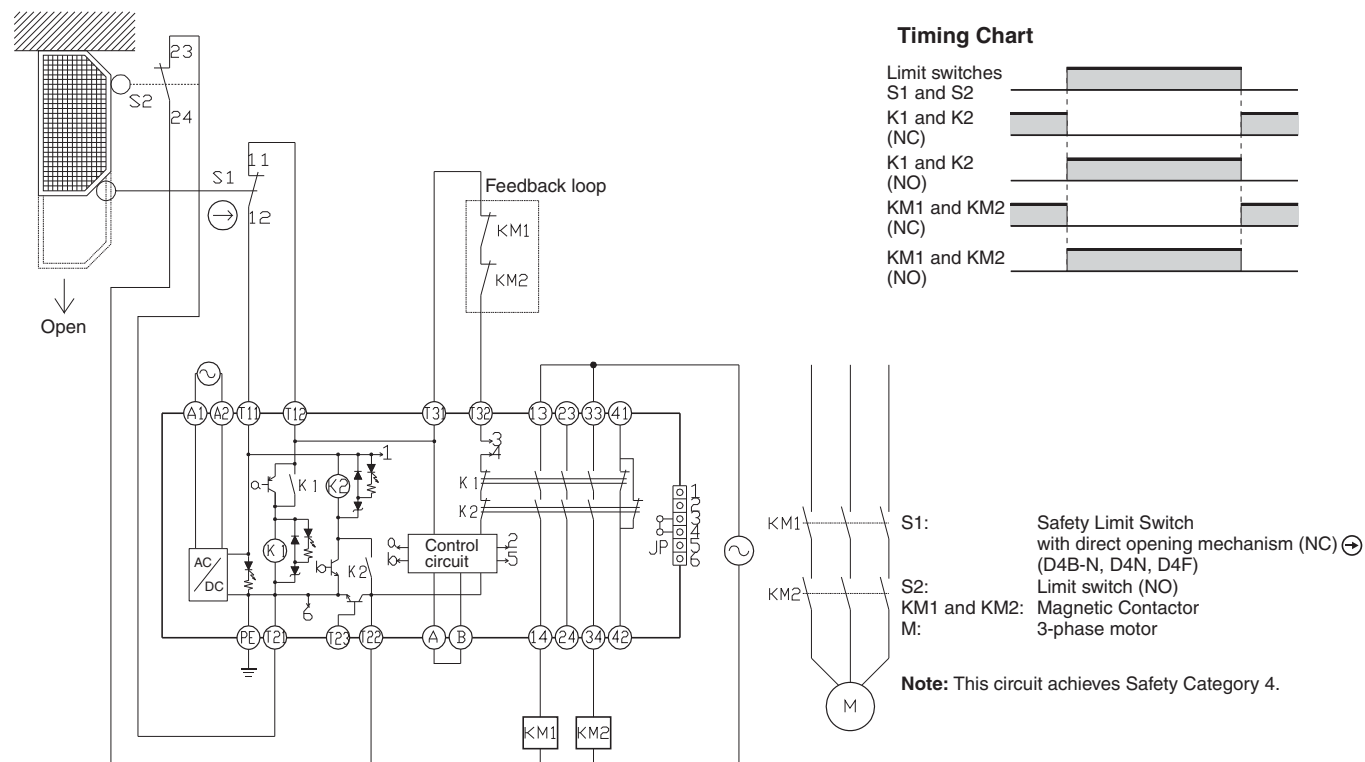 Timing Chart
Limit switches
S1 and S2
K1 and K2
(NC)
K1 and K2
(NO)
KM1 and KM2
(NC)
KM1 and KM2
(NO)
23
S2
24
11
S1
12
Open
Feedback loop
KM1
KM2
A1 A2 T11 T12 T31 T32 13 23 33 41
1
3
4
a K1 K2
K1
K2
K1
b K2
AC/DC
a
b
Control
circuit
2
5
6
JP
1
2
3
4
5
6
PE T21 T23 T22 A B 14 24 34 42
KM1 KM2
KM1
KM2
M
S1: Safety Limit Switch
with direct opening mechanism (NC)
(D4B-N, D4N, D4F)
S2: Limit switch (NO)
KM1 and KM2: Magnetic Contactor
M: 3-phase motor
Note: This circuit achieves Safety Category 4.